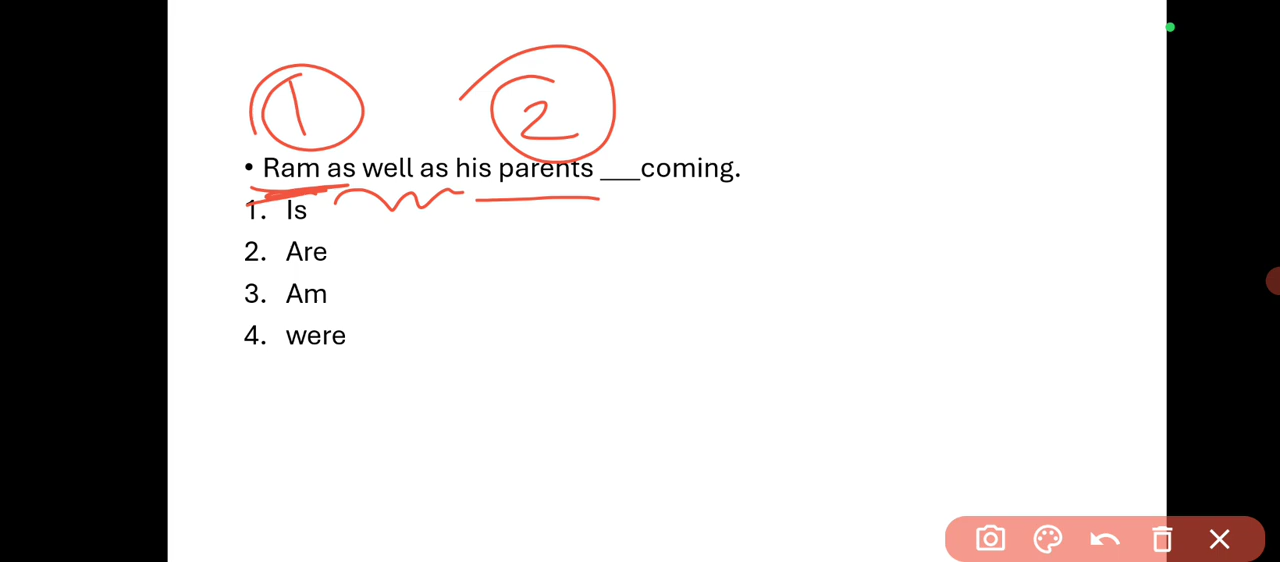 1 2
• Ram as well as his parents ___coming.
1. Is
2. Are
3. Am
4. were